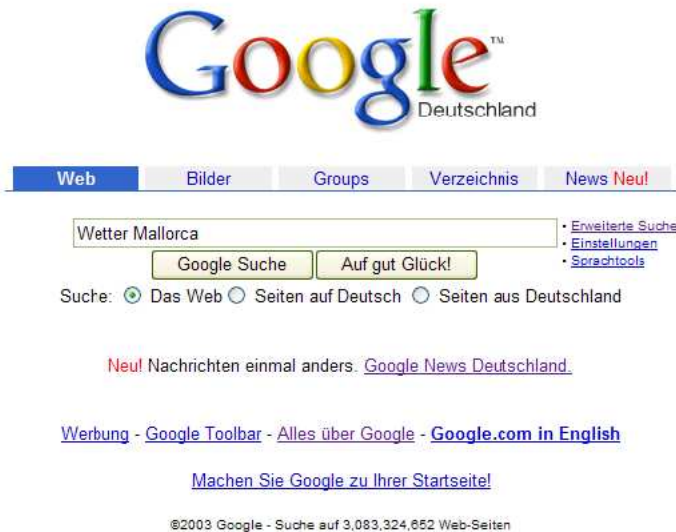 Google™
Deutschland
Web Bilder Groups Verzeichnis News Neu!
Wetter Mallorca
• Erweiterte Suche
• Einstellungen
• Sprachtools
Google Suche Auf gut Glück!
Suche: Das Web Seiten auf Deutsch Seiten aus Deutschland
Neu! Nachrichten einmal anders. Google News Deutschland.
Werbung - Google Toolbar - Alles über Google - Google.com in English
Machen Sie Google zu Ihrer Startseite!
©2003 Google - Suche auf 3,083,324,652 Web-Seiten